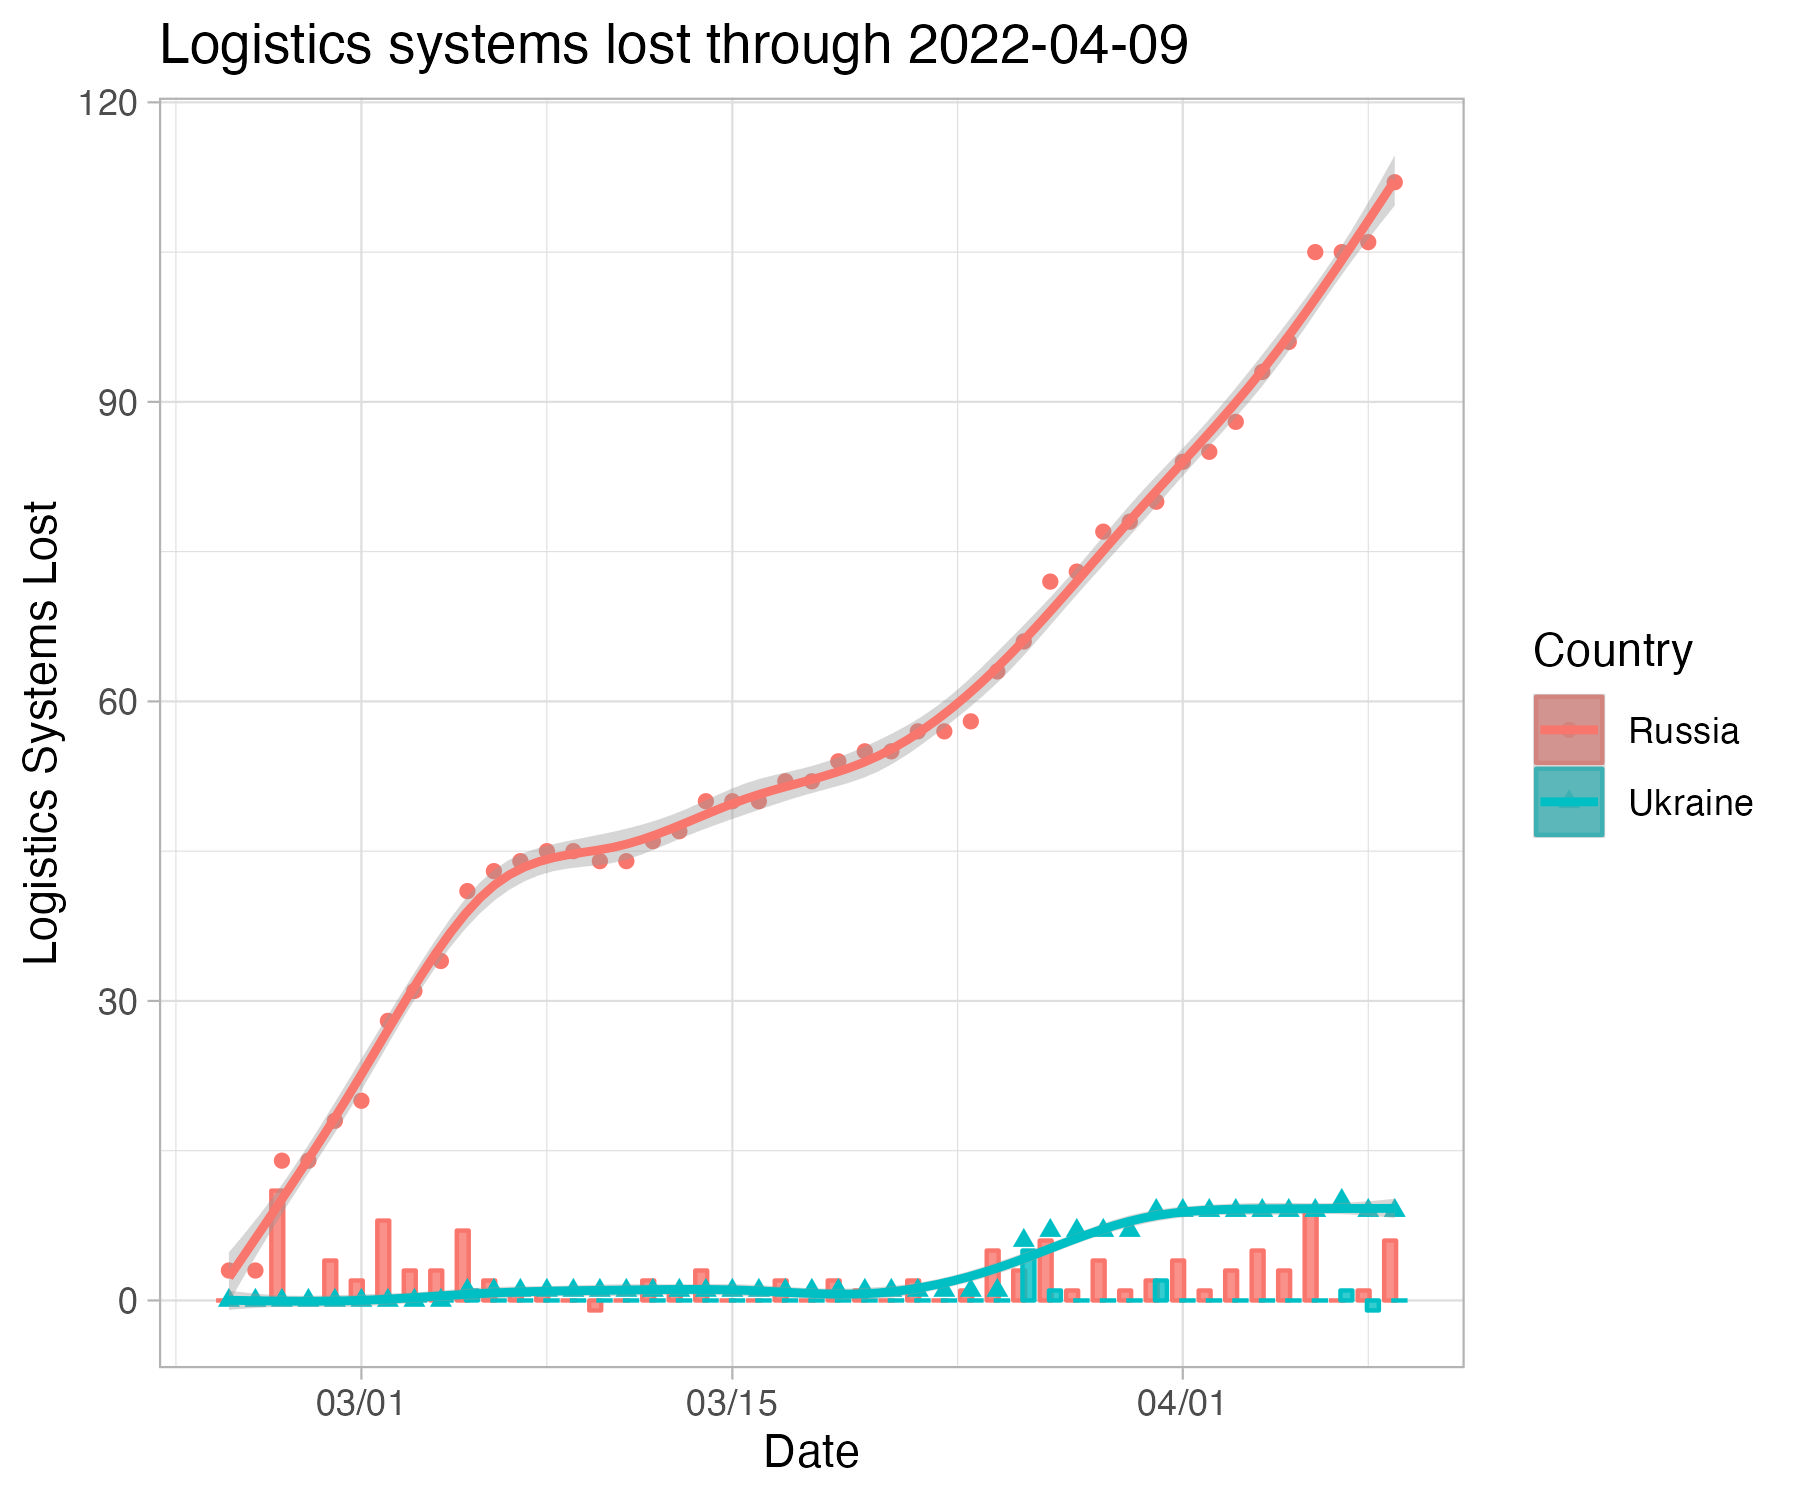 Logistics systems lost through 2022-04-09
120
90
60
30
0
Logistics Systems Lost
03/01
03/15
04/01
Date
Country
Russia
Ukraine